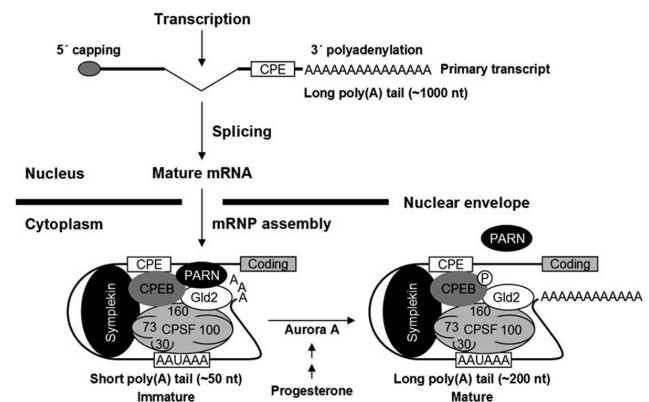 Transcription
5´ capping
3´ polyadenylation
CPE
AAAAAAAAAAAAAAA
Primary transcript
Long poly(A) tail (~1000 nt)
Splicing
Nucleus
Mature mRNA
Nuclear envelope
Cytoplasm
mRNP assembly
CPE
PARN
Coding
Symplekin
CPEB
Gld2
A
A
A
160
73
CPSF
100
30
AAUAAA
Short poly(A) tail (~50 nt)
Immature
Aurora A
Progesterone
PARN
CPE
Coding
Symplekin
CPEB
P
Gld2
AAAAAAAAAAAA
160
73
CPSF
100
30
AAUAAA
Long poly(A) tail (~200 nt)
Mature